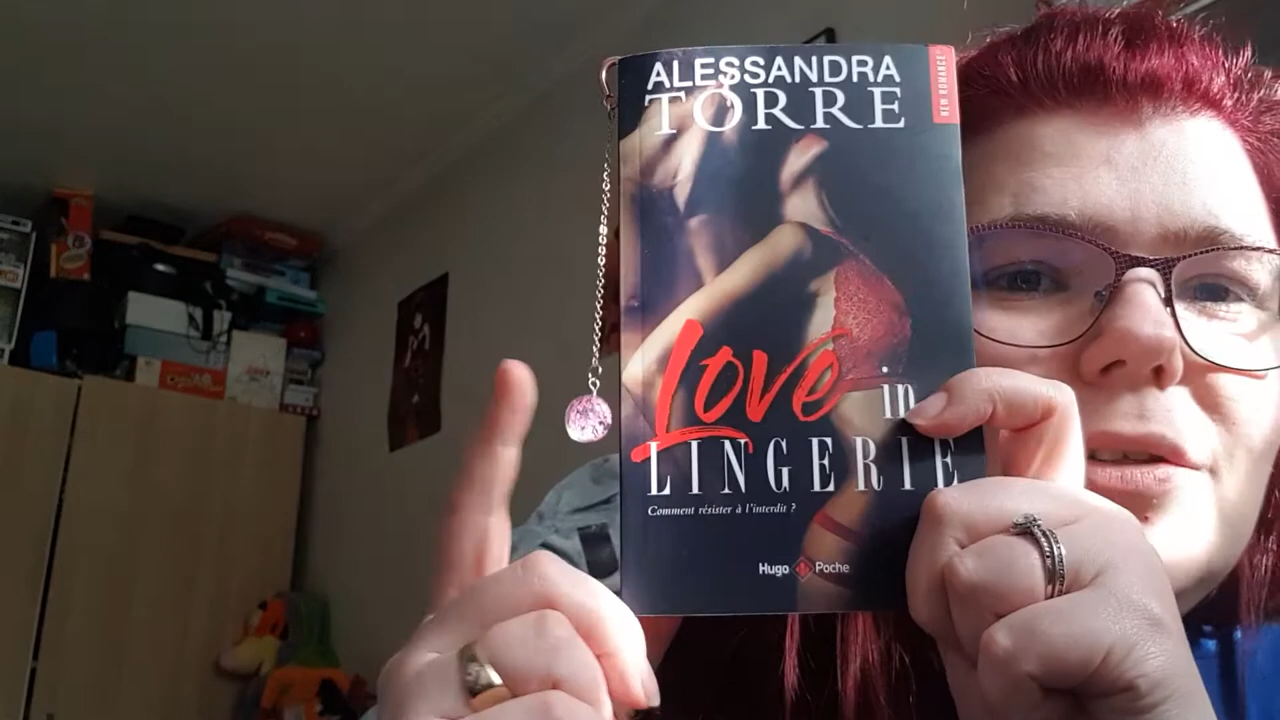 ALESSANDRA
TORRE
NEW ROMANCE
Love in
LINGERIE
Comment résister à l'interdit ?
Hugo Poche